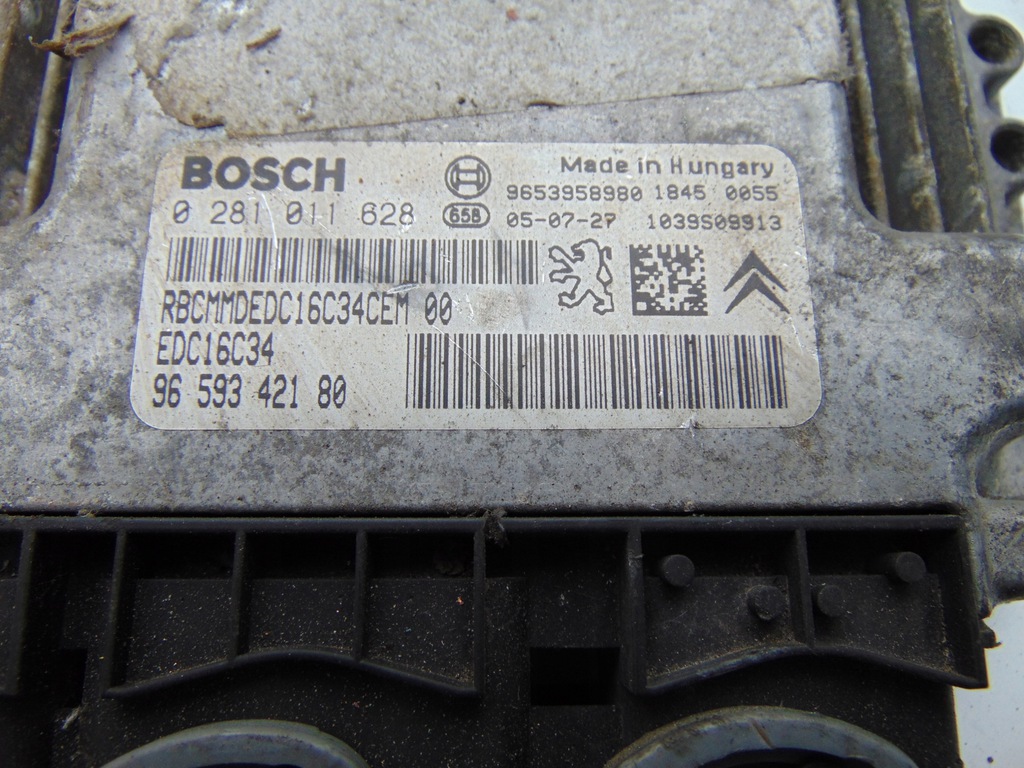 BOSCH
Made in Hungary
9653958980 1845 0055
0 281 011 628 658 05-07-27 1039S09913
RBCMMDEDC16C34CEM 00
EDC16C34
96 593 421 80